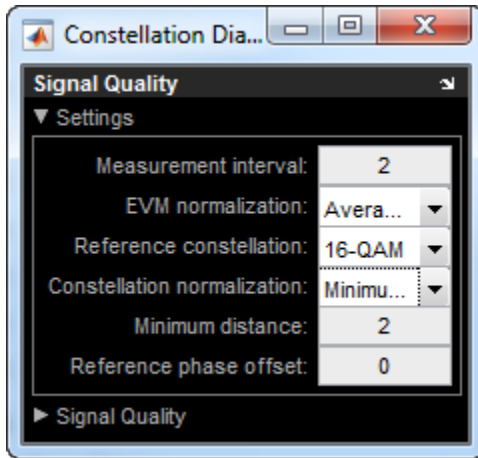 Constellation Dia...
Signal Quality
Settings
Measurement interval: 2
EVM normalization: Avera...
Reference constellation: 16-QAM
Constellation normalization: Minimu...
Minimum distance: 2
Reference phase offset: 0
Signal Quality